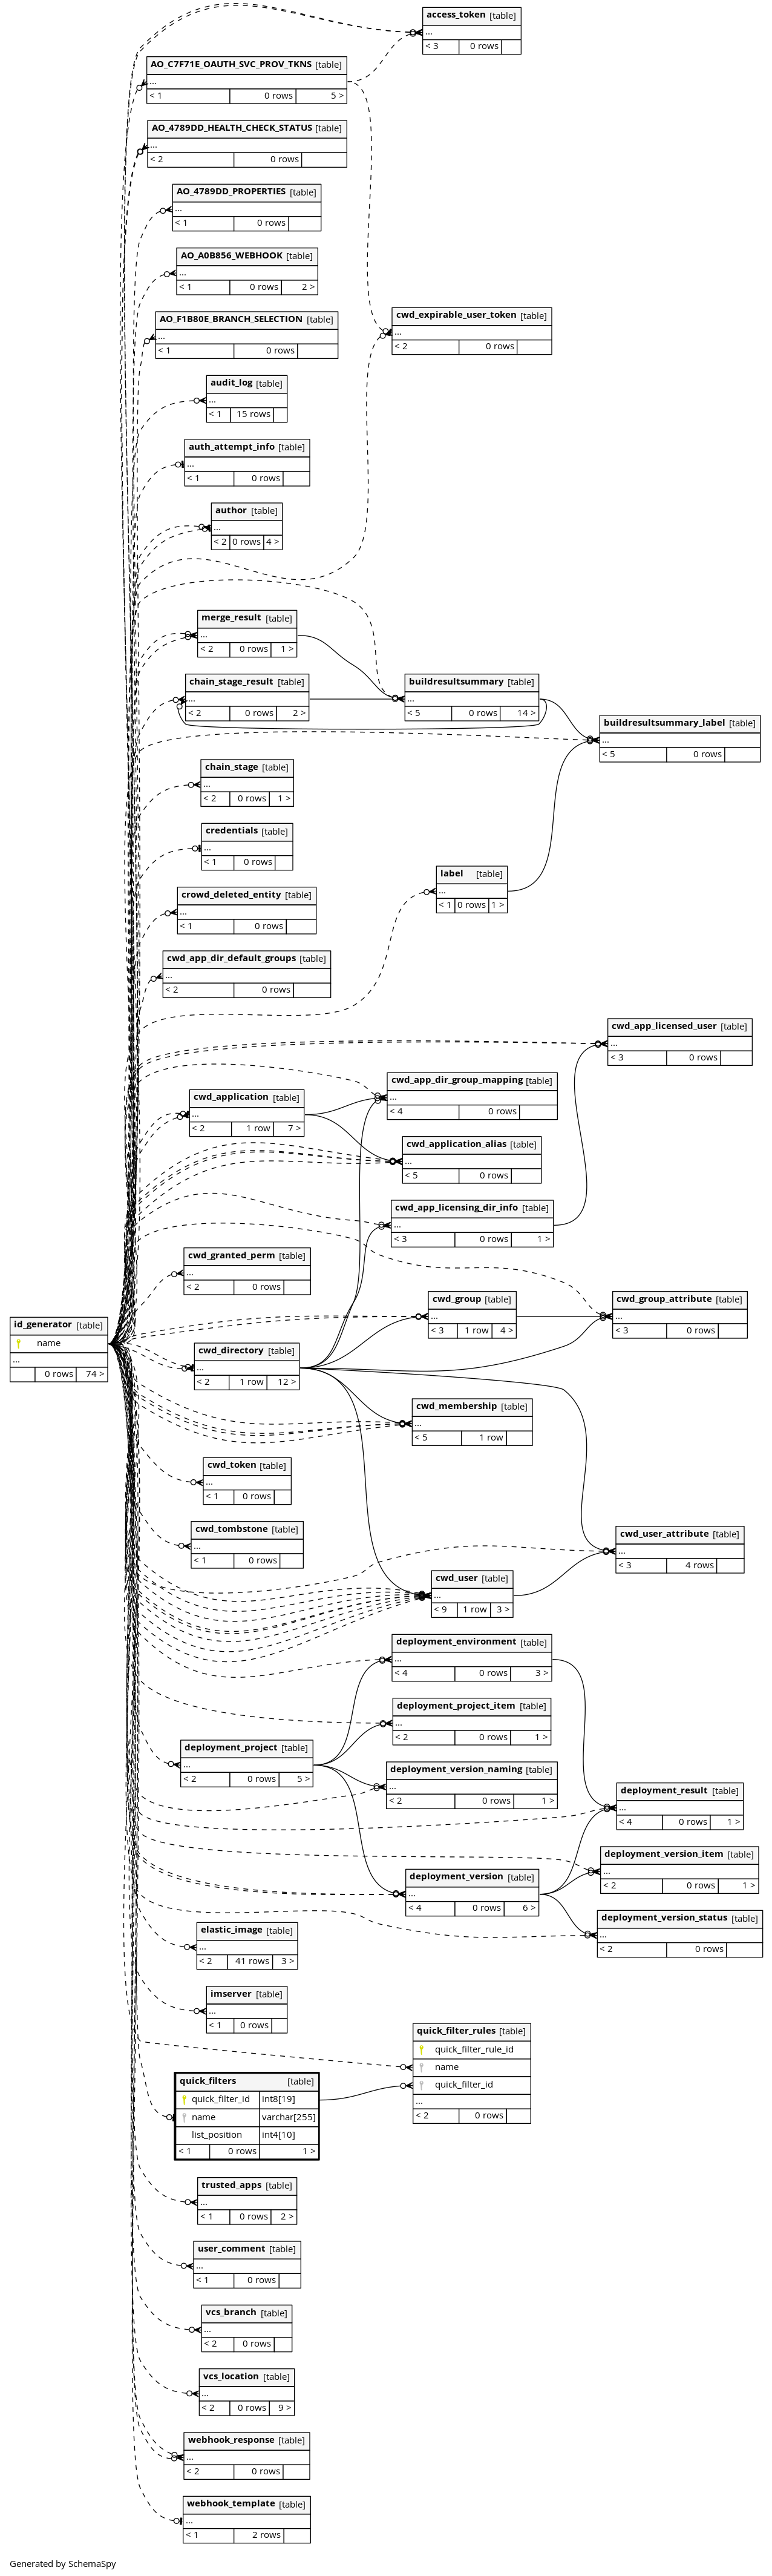 access_token [table]
...
< 3 0 rows
AO_C7F71E_OAUTH_SVC_PROV_TKNS [table]
...
< 1 0 rows 5 >
AO_4789DD_HEALTH_CHECK_STATUS [table]
...
< 2 0 rows
AO_4789DD_PROPERTIES [table]
...
< 1 0 rows
AO_A0B856_WEBHOOK [table]
...
< 1 0 rows 2 >
AO_F1B80E_BRANCH_SELECTION [table]
...
< 1 0 rows
cwd_expirable_user_token [table]
...
< 2 0 rows
audit_log [table]
...
< 1 15 rows
auth_attempt_info [table]
...
< 1 0 rows
author [table]
...
< 2 0 rows 4 >
merge_result [table]
...
< 2 0 rows 1 >
chain_stage_result [table]
...
< 2 0 rows 2 >
buildresultsummary [table]
...
< 5 0 rows 14 >
buildresultsummary_label [table]
...
< 5 0 rows
chain_stage [table]
...
< 2 0 rows 1 >
credentials [table]
...
< 1 0 rows
label [table]
...
< 1 0 rows 1 >
crowd_deleted_entity [table]
...
< 1 0 rows
cwd_app_dir_default_groups [table]
...
< 2 0 rows
cwd_app_licensed_user [table]
...
< 3 0 rows
cwd_app_dir_group_mapping [table]
...
< 4 0 rows
cwd_application [table]
...
< 2 1 row 7 >
cwd_application_alias [table]
...
< 5 0 rows
cwd_app_licensing_dir_info [table]
...
< 3 0 rows 1 >
cwd_granted_perm [table]
...
< 2 0 rows
cwd_group [table]
...
< 3 1 row 4 >
cwd_group_attribute [table]
...
< 3 0 rows
id_generator [table]
name
...
0 rows 74 >
cwd_directory [table]
...
< 2 1 row 12 >
cwd_membership [table]
...
< 5 1 row
cwd_token [table]
...
< 1 0 rows
cwd_tombstone [table]
...
< 1 0 rows
cwd_user_attribute [table]
...
< 3 4 rows
cwd_user [table]
...
< 9 1 row 3 >
deployment_environment [table]
...
< 4 0 rows 3 >
deployment_project_item [table]
...
< 2 0 rows 1 >
deployment_project [table]
...
< 2 0 rows 5 >
deployment_version_naming [table]
...
< 2 0 rows 1 >
deployment_result [table]
...
< 4 0 rows 1 >
deployment_version_item [table]
...
< 2 0 rows 1 >
deployment_version [table]
...
< 4 0 rows 6 >
deployment_version_status [table]
...
< 2 0 rows
elastic_image [table]
...
< 2 41 rows 3 >
imserver [table]
...
< 1 0 rows
quick_filter_rules [table]
quick_filter_rule_id
name
quick_filter_id
...
< 2 0 rows
quick_filters [table]
quick_filter_id int8[19]
name varchar[255]
list_position int4[10]
< 1 0 rows 1 >
trusted_apps [table]
...
< 1 0 rows 2 >
user_comment [table]
...
< 1 0 rows
vcs_branch [table]
...
< 2 0 rows
vcs_location [table]
...
< 2 0 rows 9 >
webhook_response [table]
...
< 2 0 rows
webhook_template [table]
...
< 1 2 rows
Generated by SchemaSpy